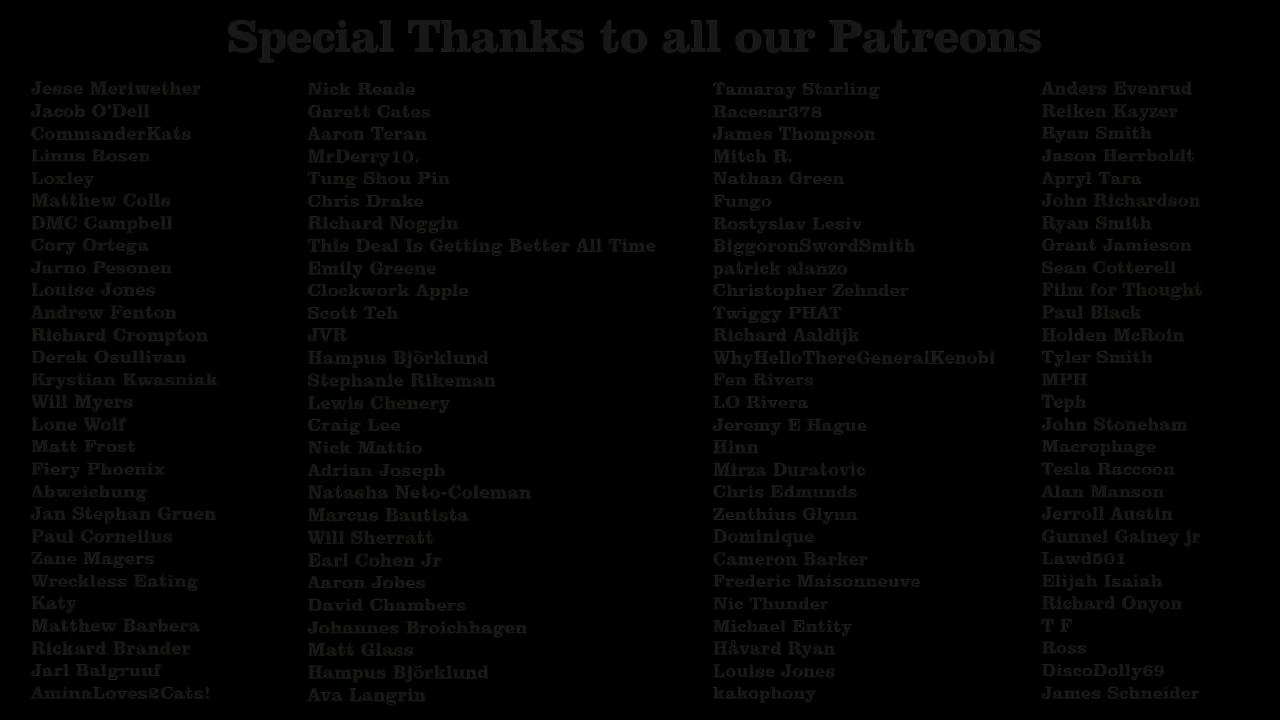 Special Thanks to all our Patreons
Jesse Meriwether
Jacob O'Dell
CommanderKats
Linus Rosen
Loxley
Matthew Colls
DMC Campbell
Cory Ortega
Jarno Pesonen
Louise Jones
Andrew Fenton
Richard Crompton
Derek Osullivan
Krystian Kwasniak
Will Myers
Lone Wolf
Matt Frost
Fiery Phoenix
Abweichung
Jan Stephan Gruen
Paul Cornelius
Zane Magers
Wreckless Eating
Katy
Matthew Barbera
Rickard Brander
Jarl Balgruuf
AminaLoves2Cats!
Nick Reade
Garett Cates
Aaron Teran
MrDerry10.
Tung Shou Pin
Chris Drake
Richard Noggin
This Deal Is Getting Better All Time
Emily Greene
Clockwork Apple
Scott Teh
JVR
Hampus Björklund
Stephanie Rikeman
Lewis Chenery
Craig Lee
Nick Mattio
Adrian Joseph
Natasha Neto-Coleman
Marcus Bautista
Will Sherratt
Earl Cohen Jr
Aaron Jobes
David Chambers
Johannes Broichhagen
Matt Glass
Hampus Björklund
Ava Langrin
Tamaray Starling
Racecar378
James Thompson
Mitch R.
Nathan Green
Fungo
Rostyslav Lesiv
BiggoronSwordSmith
patrick alanzo
Christopher Zehnder
Twiggy PHAT
Richard Aaldijk
WhyHelloThereGeneralKenobi
Fen Rivers
LO Rivera
Jeremy E Hague
Hinn
Mirza Duratovic
Chris Edmunds
Zenthius Glynn
Dominique
Cameron Barker
Frederic Maisonneuve
Nic Thunder
Michael Entity
Håvard Ryan
Louise Jones
kakophony
Anders Evenrud
Reiken Kayzer
Ryan Smith
Jason Herrboldt
Apryl Tara
John Richardson
Ryan Smith
Grant Jamieson
Sean Cotterell
Film for Thought
Paul Black
Holden McRoin
Tyler Smith
MPH
Teph
John Stoneham
Macrophage
Tesla Raccoon
Alan Manson
Jerroll Austin
Gunnel Gainey jr
Lawd501
Elijah Isaiah
Richard Onyon
T F
Ross
DiscoDolly69
James Schneider